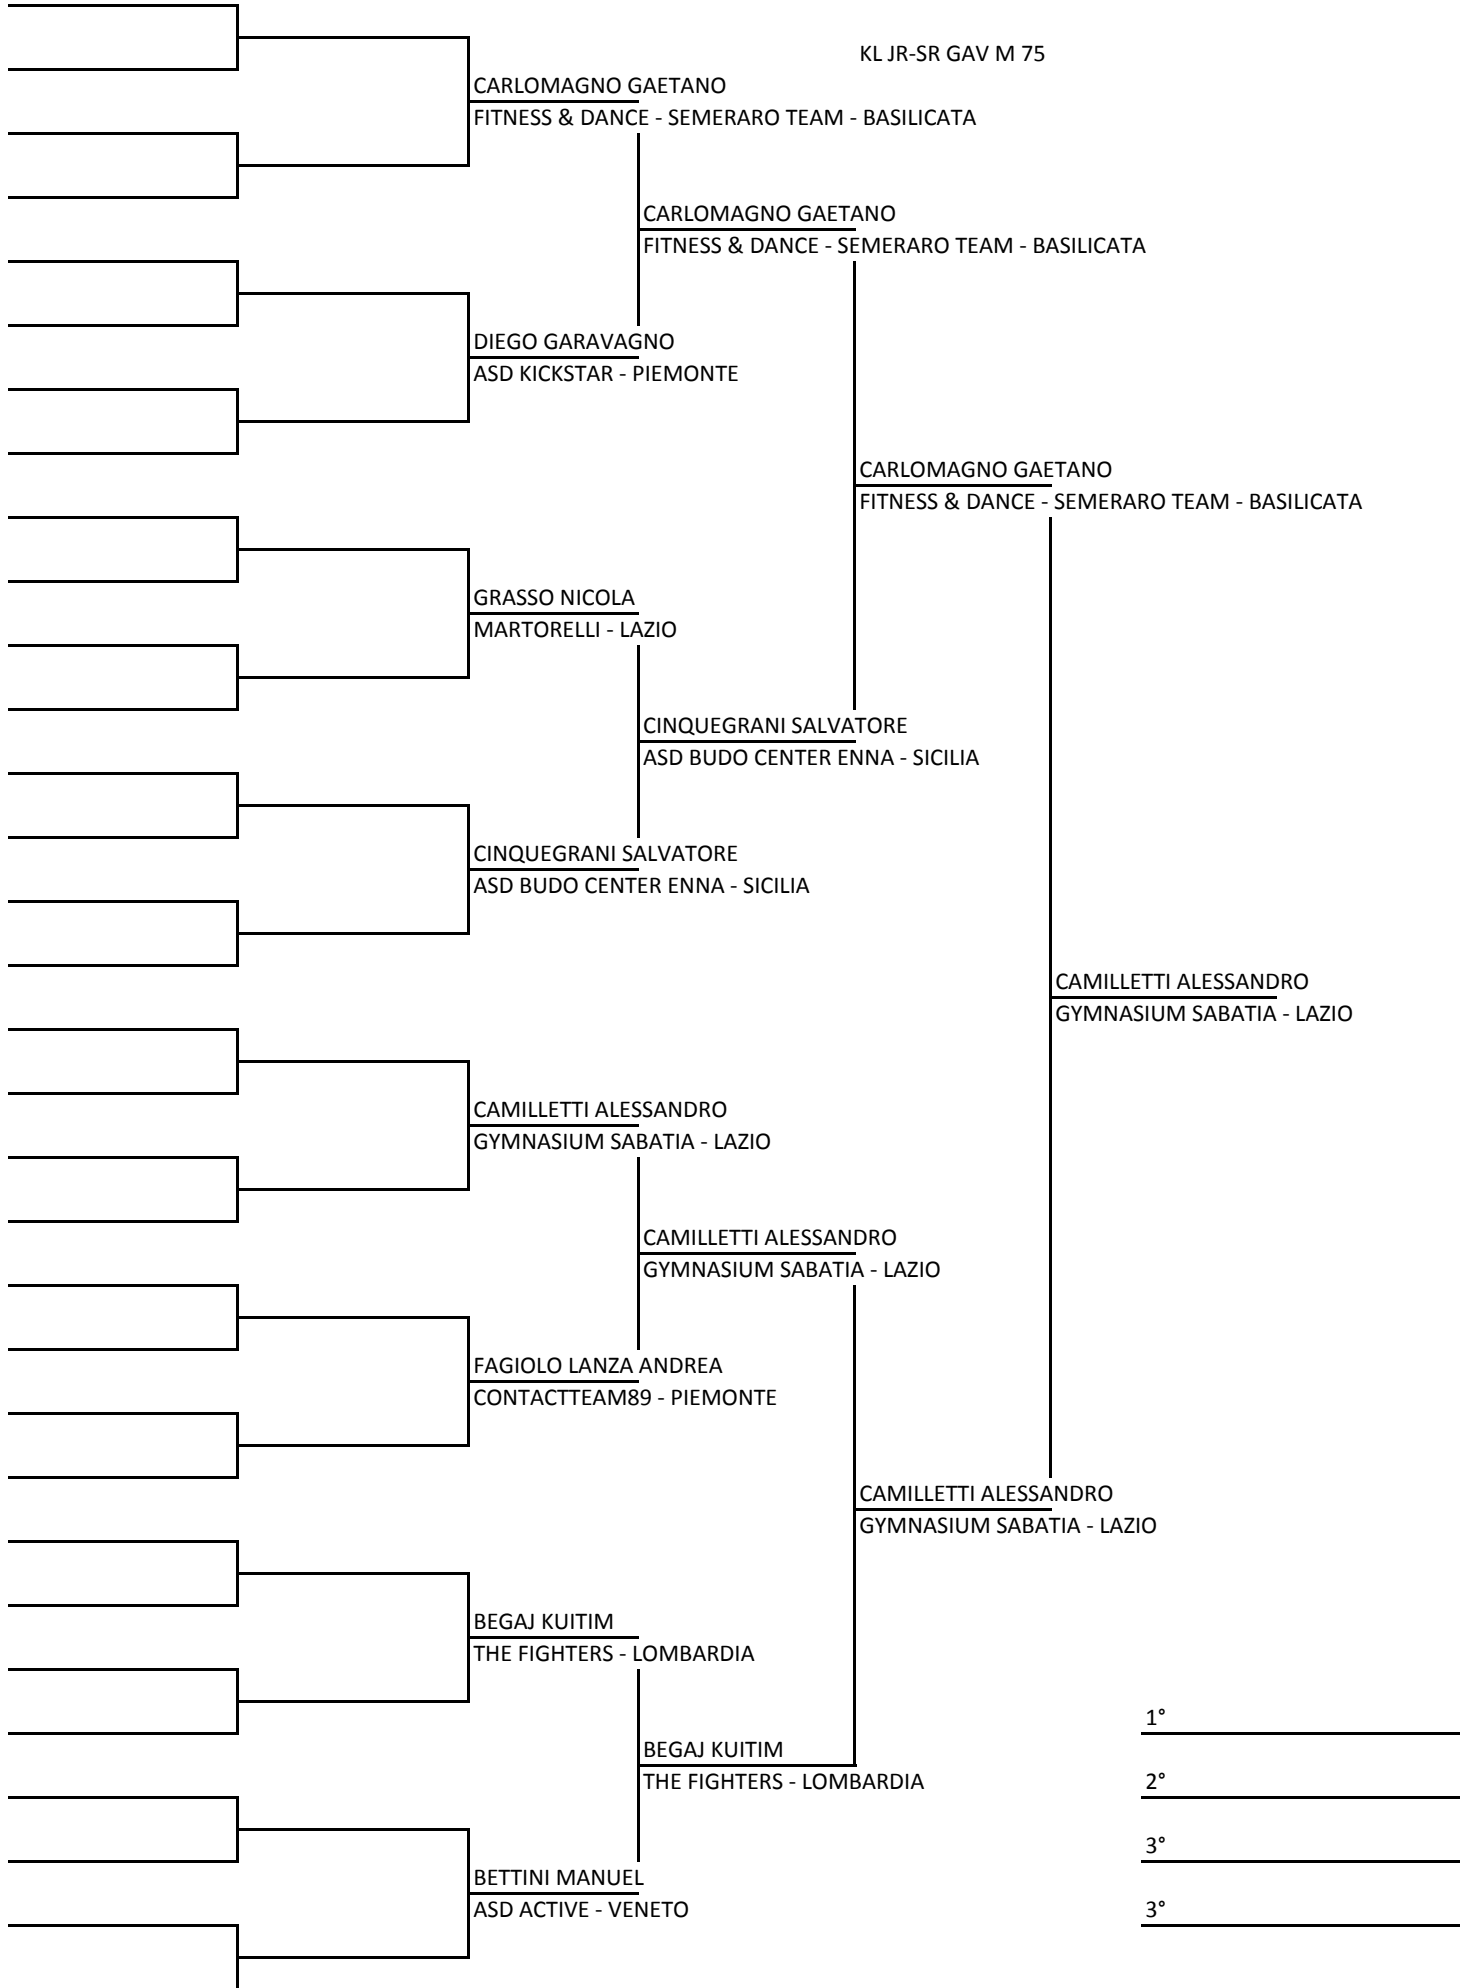 KL JR-SR GAV M 75
CARLOMAGNO GAETANO
FITNESS & DANCE - SEMERARO TEAM - BASILICATA
CARLOMAGNO GAETANO
FITNESS & DANCE - SEMERARO TEAM - BASILICATA
DIEGO GARAVAGNO
ASD KICKSTAR - PIEMONTE
CARLOMAGNO GAETANO
FITNESS & DANCE - SEMERARO TEAM - BASILICATA
GRASSO NICOLA
MARTORELLI - LAZIO
CINQUEGRANI SALVATORE
ASD BUDO CENTER ENNA - SICILIA
CINQUEGRANI SALVATORE
ASD BUDO CENTER ENNA - SICILIA
CAMILLETTI ALESSANDRO
GYMNASIUM SABATIA - LAZIO
CAMILLETTI ALESSANDRO
GYMNASIUM SABATIA - LAZIO
CAMILLETTI ALESSANDRO
GYMNASIUM SABATIA - LAZIO
FAGIOLO LANZA ANDREA
CONTACTTEAM89 - PIEMONTE
CAMILLETTI ALESSANDRO
GYMNASIUM SABATIA - LAZIO
BEGAJ KUITIM
THE FIGHTERS - LOMBARDIA
1°
BEGAJ KUITIM
THE FIGHTERS - LOMBARDIA
2°
3°
BETTINI MANUEL
ASD ACTIVE - VENETO
3°